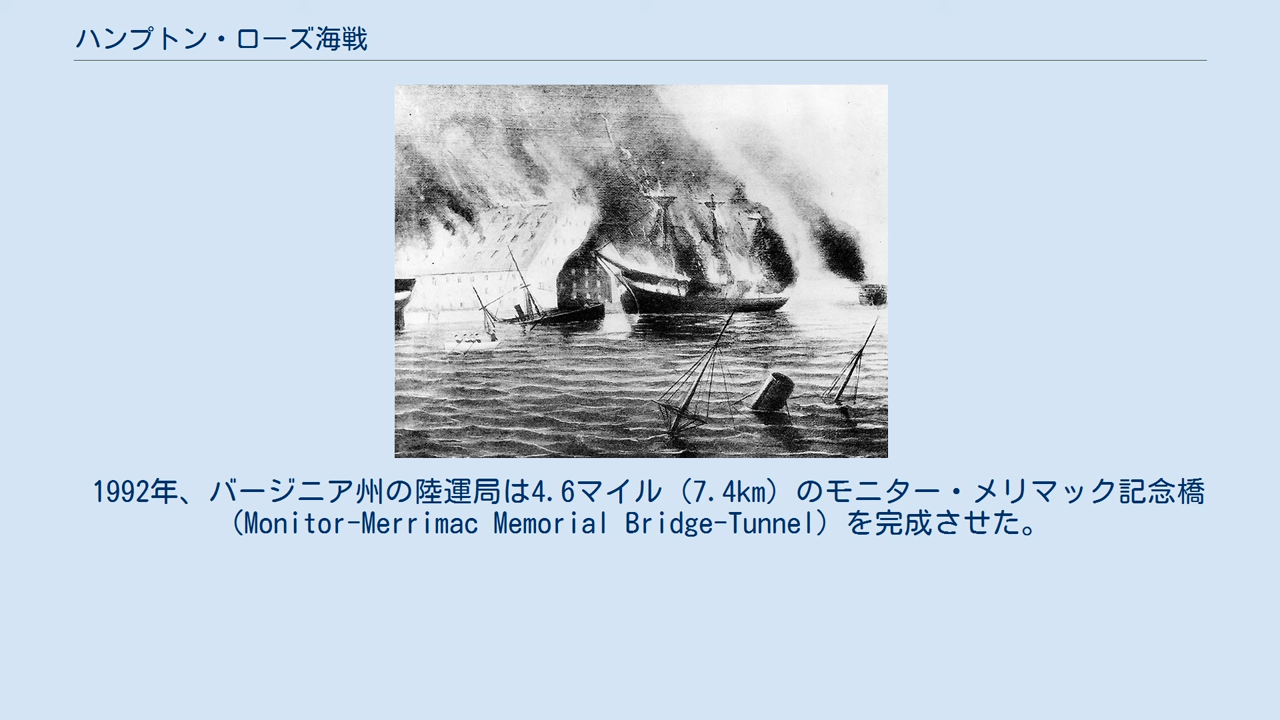 ハンプトン・ローズ海戦
1992年、バージニア州の陸運局は4.6マイル（7.4km）のモニター・メリマック記念橋
（Monitor-Merrimac Memorial Bridge-Tunnel）を完成させた。